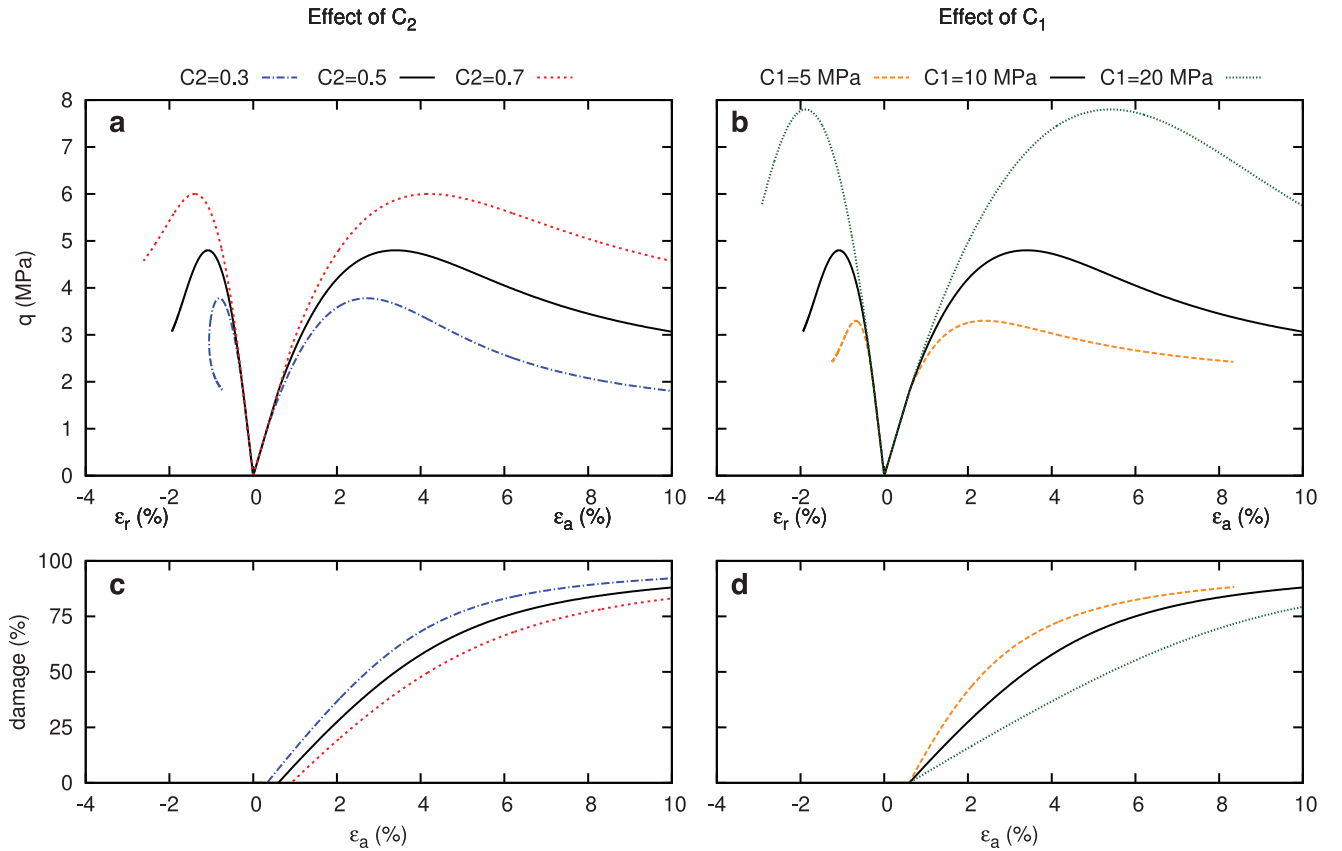 Effect of C2
Effect of C1
C2=0.3 C2=0.5 C2=0.7
C1=5 MPa C1=10 MPa C1=20 MPa
a
b
q (MPa)
8
7
6
5
4
3
2
1
0
-4 -2 0 2 4 6 8 10
-4 -2 0 2 4 6 8 10
εr (%) εa (%)
εr (%) εa (%)
c
d
damage (%)
100
75
50
25
0
-4 -2 0 2 4 6 8 10
-4 -2 0 2 4 6 8 10
εa (%)
εa (%)